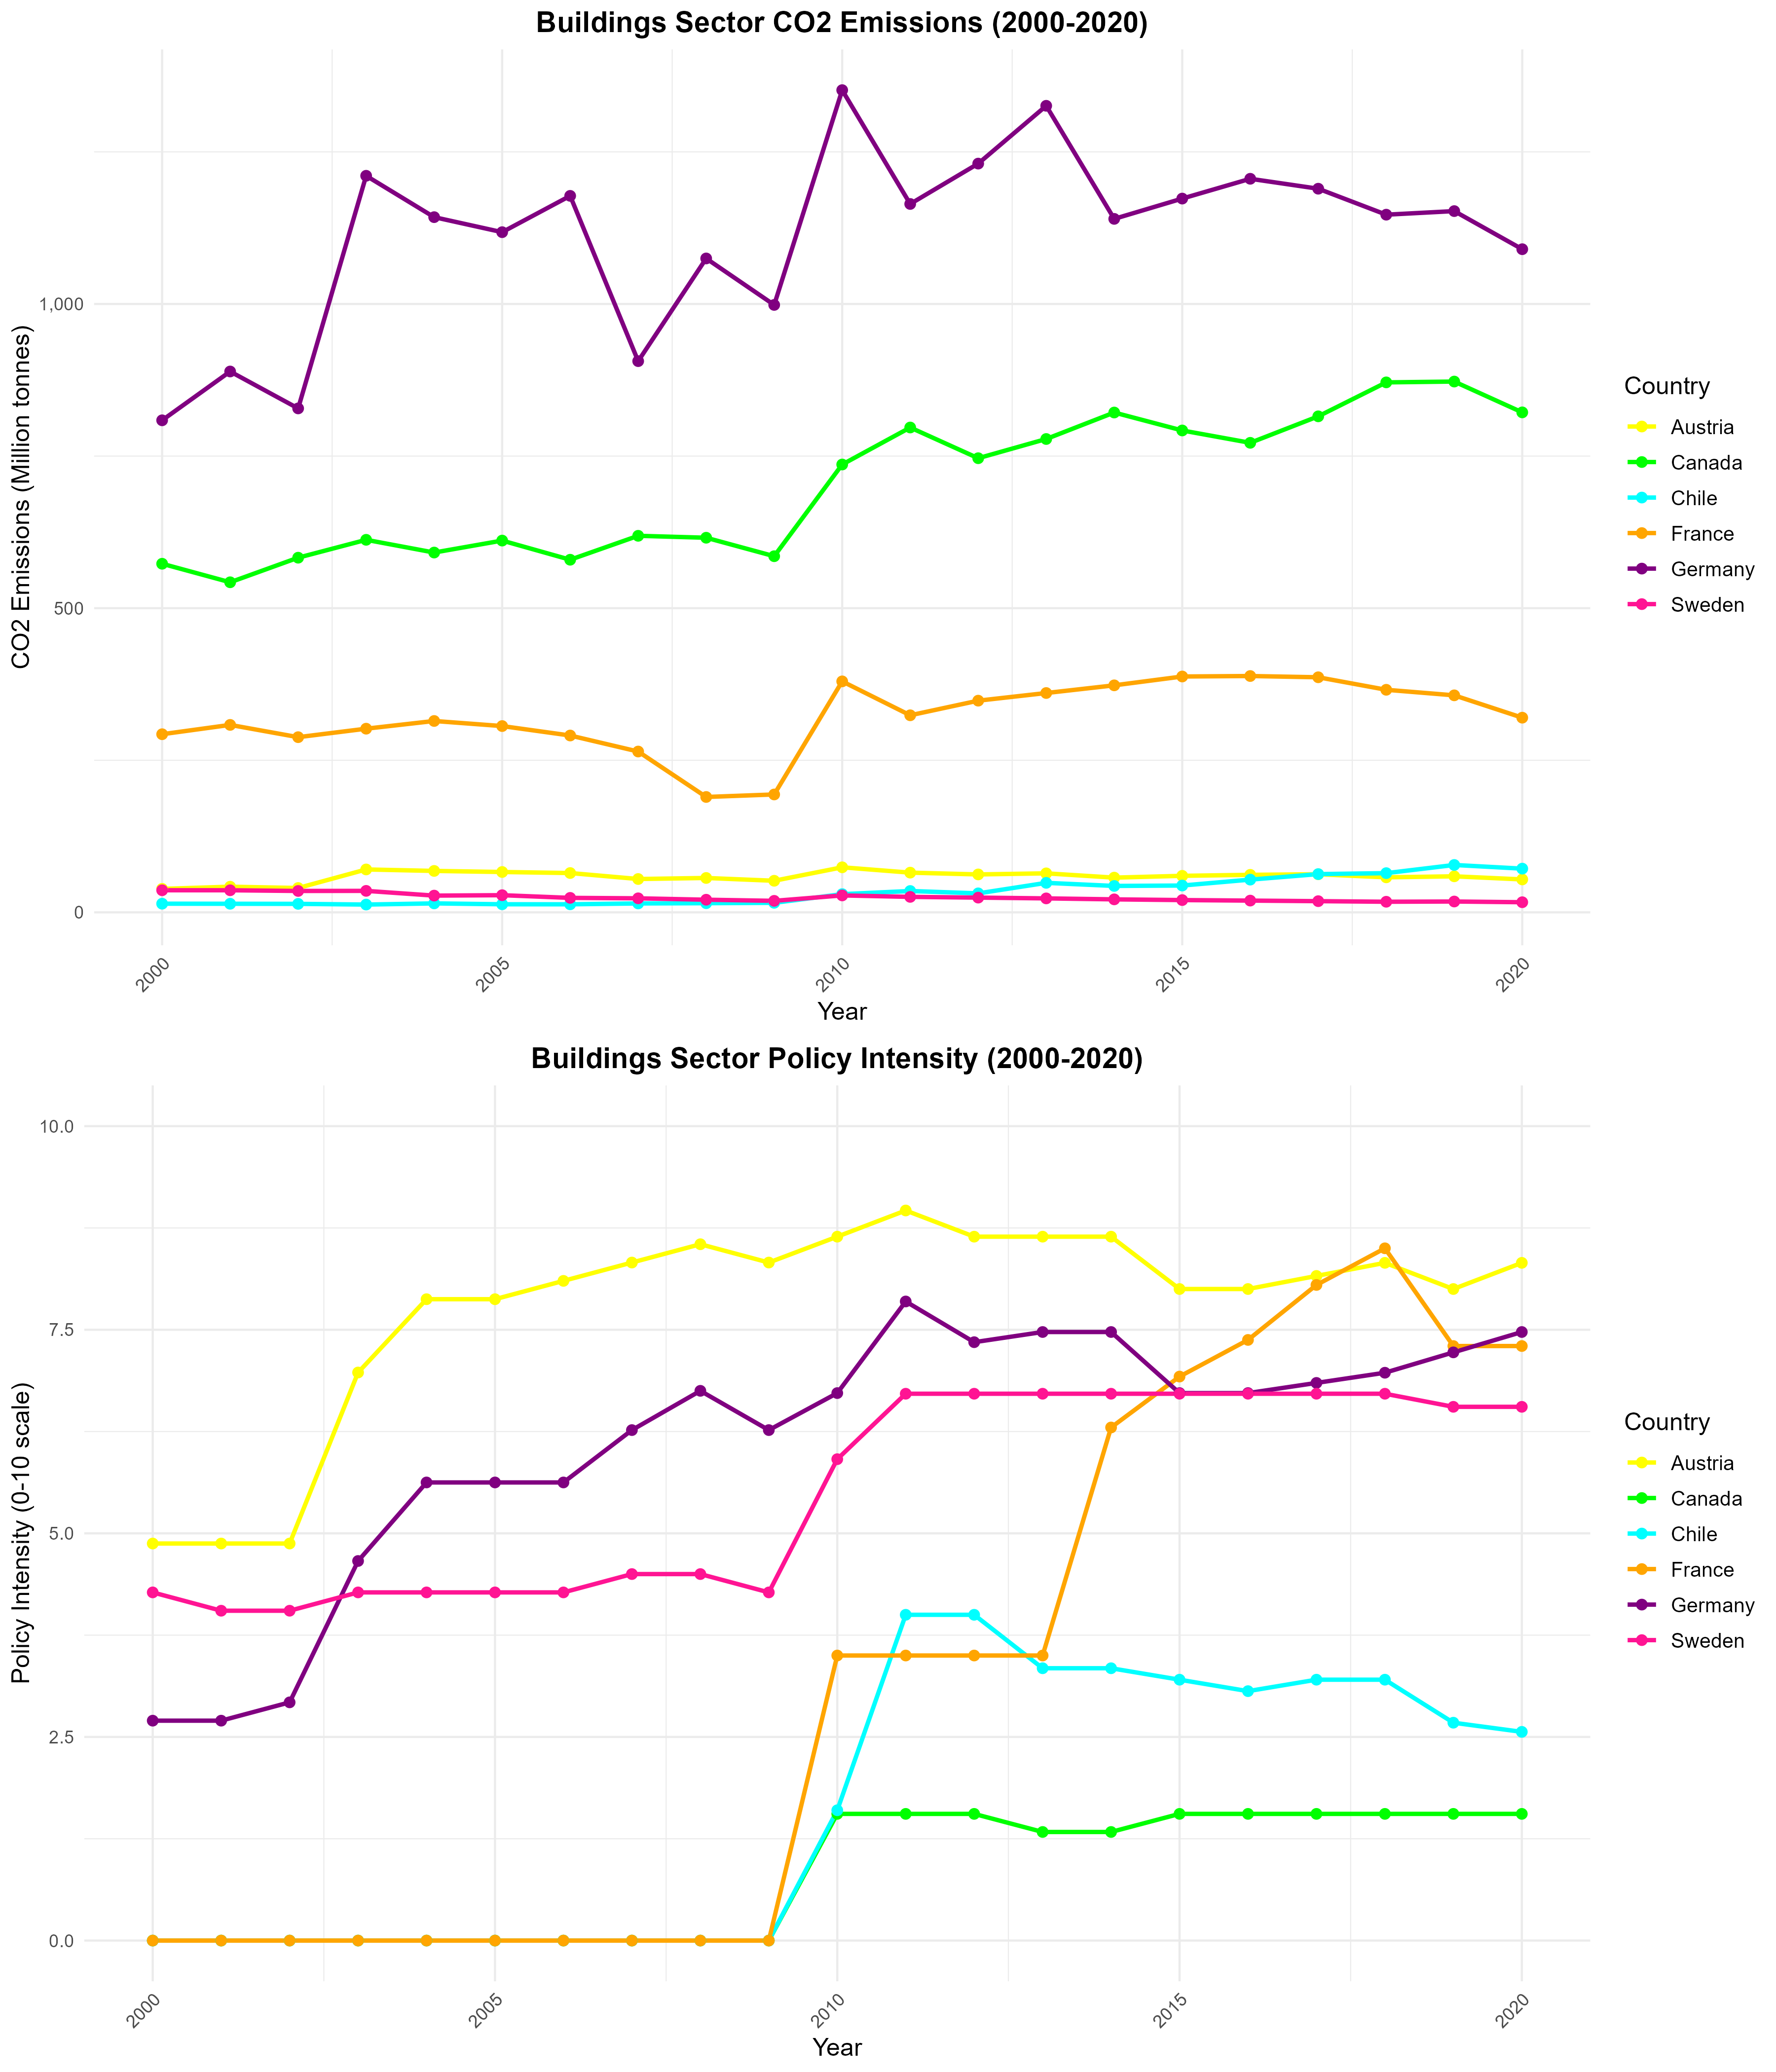 Buildings Sector CO2 Emissions (2000-2020)
CO2 Emissions (Million tonnes)
1,000
500
0
2000
2005
2010
2015
2020
Year
Country
Austria
Canada
Chile
France
Germany
Sweden
Buildings Sector Policy Intensity (2000-2020)
Policy Intensity (0-10 scale)
10.0
7.5
5.0
2.5
0.0
2000
2005
2010
2015
2020
Year
Country
Austria
Canada
Chile
France
Germany
Sweden